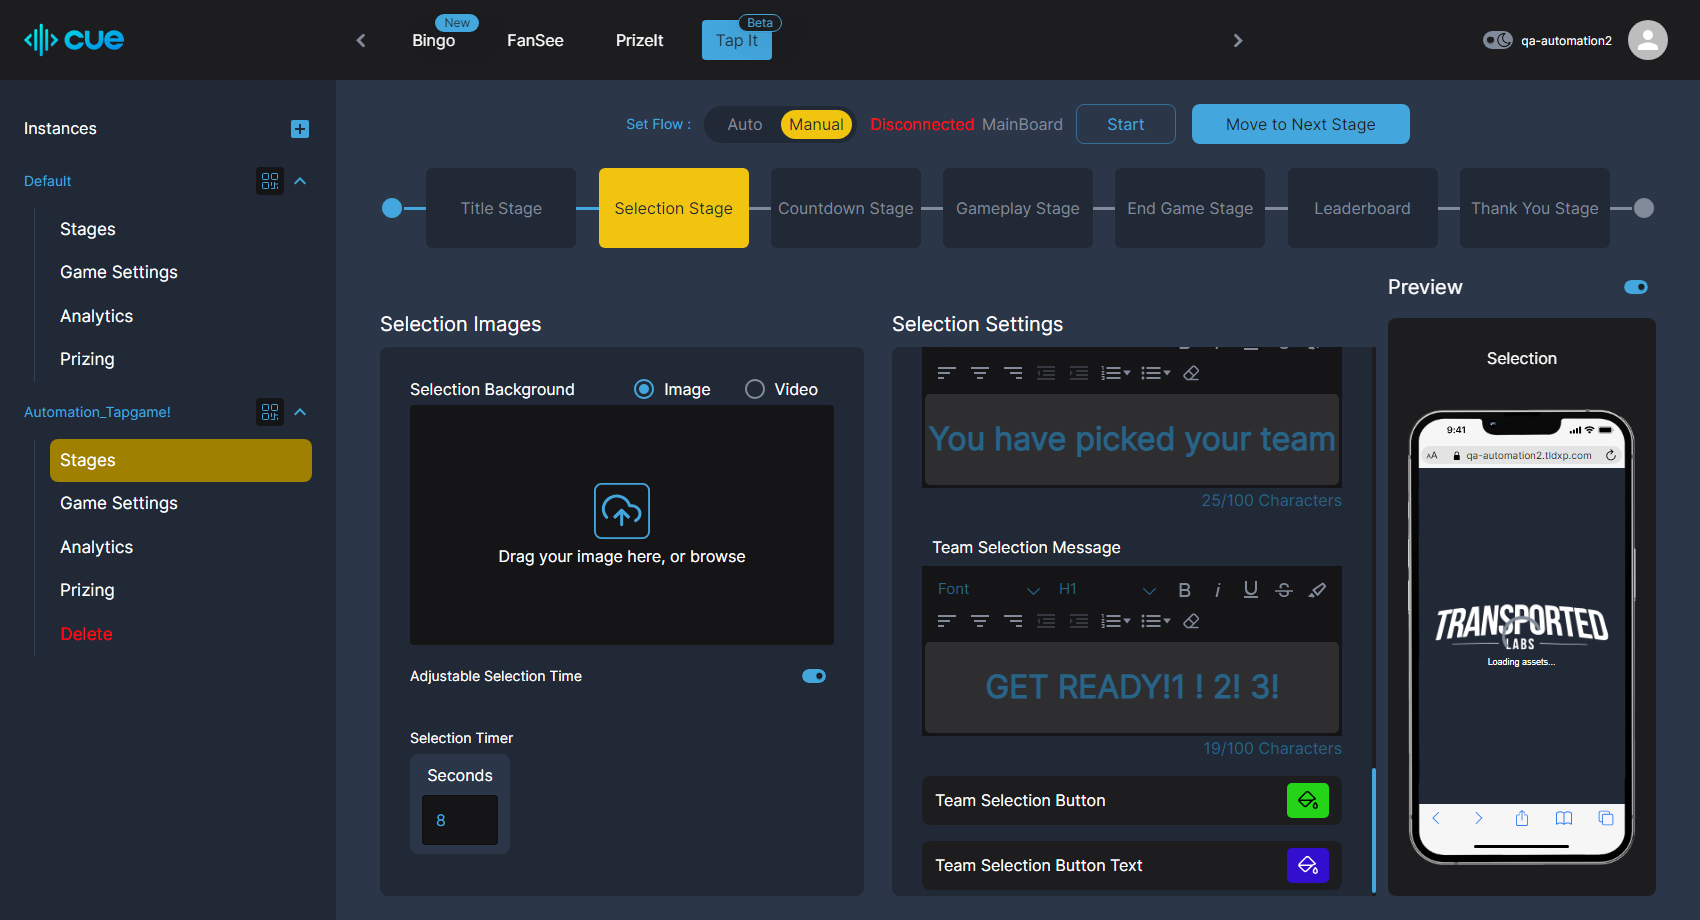 cue
New
Bingo
FanSee
PrizeIt
Beta
Tap It
qa-automation2
Instances
Default
Stages
Game Settings
Analytics
Prizing
Automation_Tapgame!
Stages
Game Settings
Analytics
Prizing
Delete
Set Flow :
Auto
Manual
Disconnected MainBoard
Start
Move to Next Stage
Title Stage
Selection Stage
Countdown Stage
Gameplay Stage
End Game Stage
Leaderboard
Thank You Stage
Selection Images
Selection Background
Image
Video
Drag your image here, or browse
Adjustable Selection Time
Selection Timer
Seconds
8
Selection Settings
You have picked your team
25/100 Characters
Team Selection Message
Font
H1
B i U S
GET READY!1 ! 2! 3!
19/100 Characters
Team Selection Button
Team Selection Button Text
Preview
Selection
9:41
AA
qa-automation2.tldxp.com
TRANSPORTED
LABS
Loading assets...